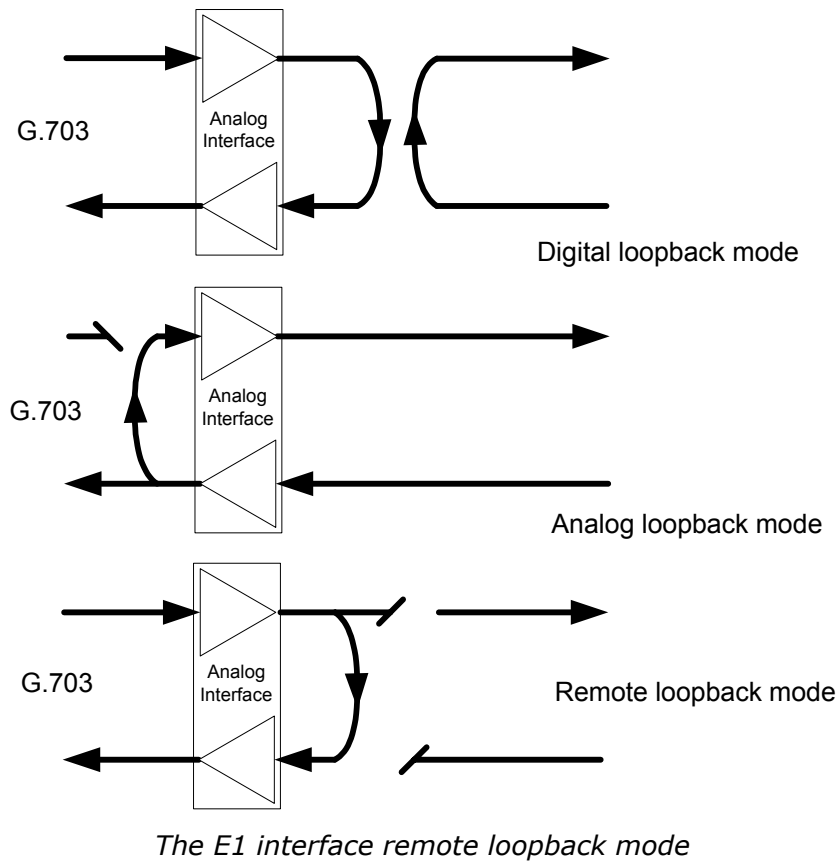 G.703
Analog
Interface
Digital loopback mode
G.703
Analog
Interface
Analog loopback mode
G.703
Analog
Interface
Remote loopback mode
The E1 interface remote loopback mode